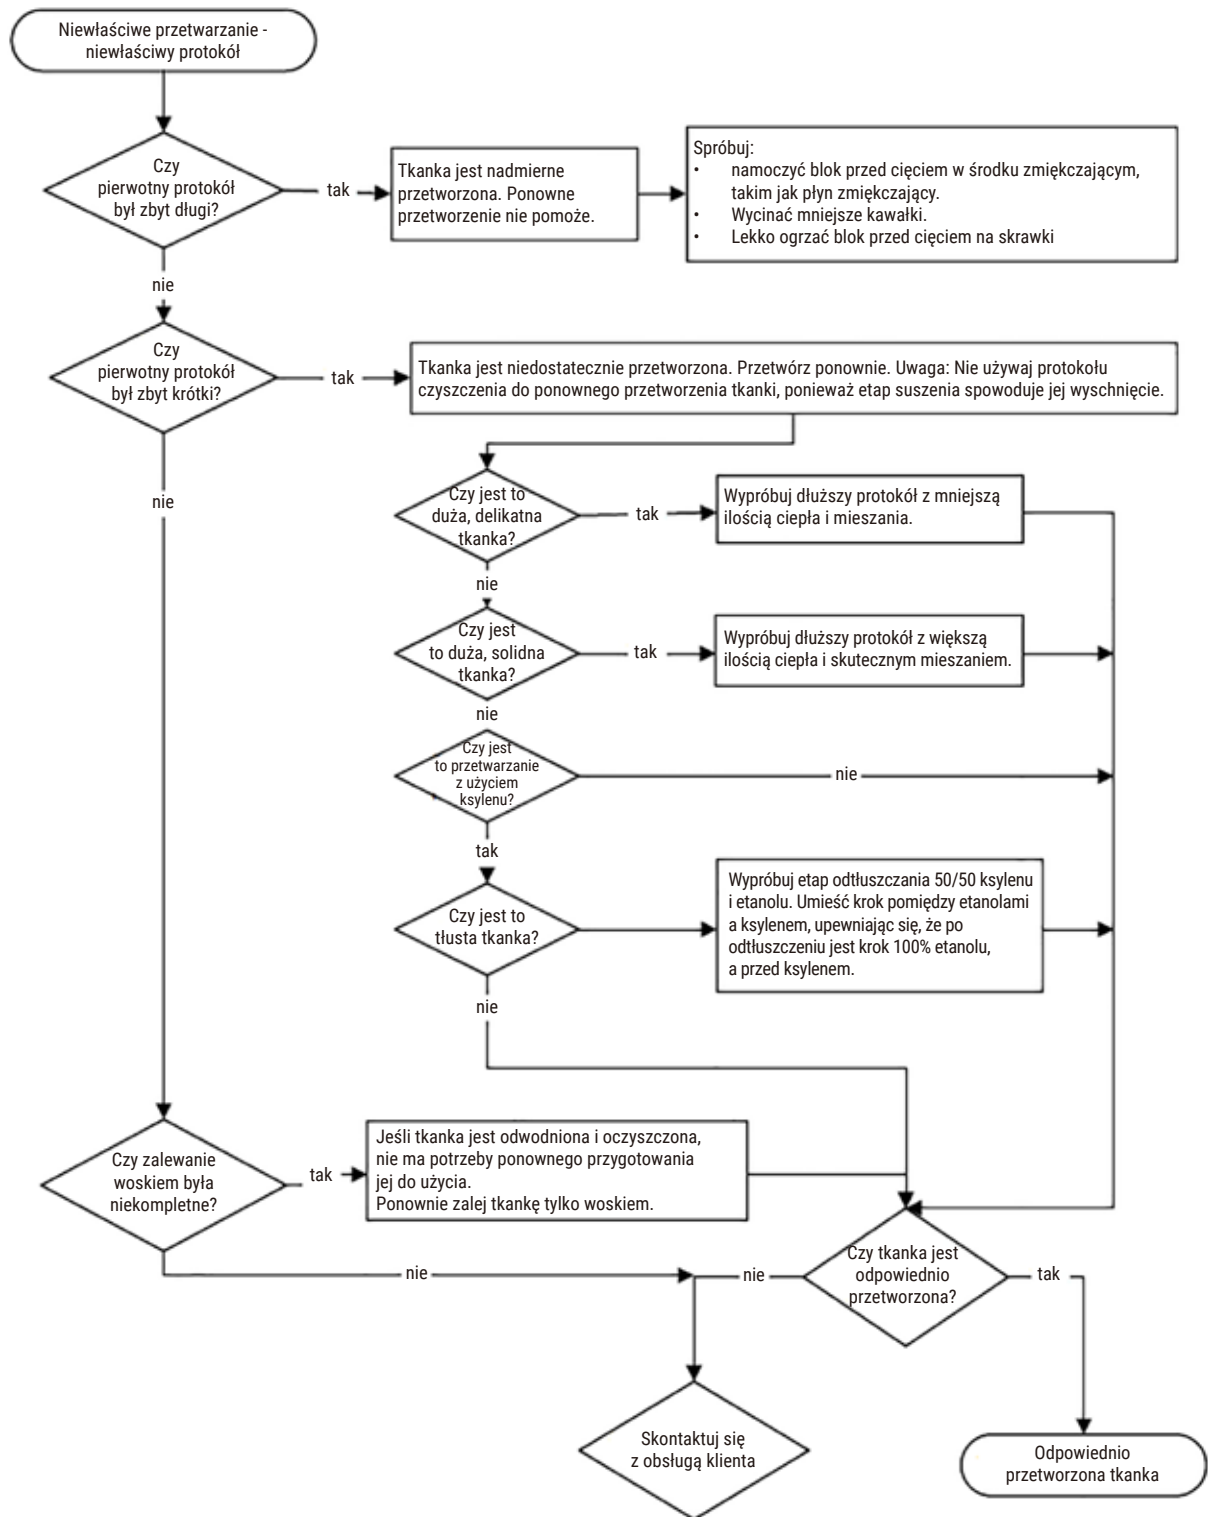 Niewłaściwe przetwarzanie -
niewłaściwy protokół
Czy
pierwotny protokół
był zbyt długi?
tak
Tkanka jest nadmierne
przetworzona. Ponowne
przetworzenie nie pomoże.
Spróbuj:
• namoczyć blok przed cięciem w środku zmiękczającym,
takim jak płyn zmiękczający.
• Wycinać mniejsze kawałki.
• Lekko ogrzać blok przed cięciem na skrawki
nie
Czy
pierwotny protokół
był zbyt krótki?
tak
Tkanka jest niedostatecznie przetworzona. Przetwórz ponownie. Uwaga: Nie używaj protokołu
czyszczenia do ponownego przetworzenia tkanki, ponieważ etap suszenia spowoduje jej wyschnięcie.
nie
Czy jest to
duża, delikatna
tkanka?
tak
Wypróbuj dłuższy protokół z mniejszą
ilością ciepła i mieszania.
nie
Czy jest
to duża, solidna
tkanka?
tak
Wypróbuj dłuższy protokół z większą
ilością ciepła i skutecznym mieszaniem.
nie
Czy jest
to przetwarzanie
z użyciem
ksylenu?
nie
tak
Czy jest to
tłusta tkanka?
Wypróbuj etap odtłuszczania 50/50 ksylenu
i etanolu. Umieść krok pomiędzy etanolami
a ksylenem, upewniając się, że po
odtłuszczeniu jest krok 100% etanolu,
a przed ksylenem.
nie
Czy zalewanie
woskiem była
niekompletne?
tak
Jeśli tkanka jest odwodniona i oczyszczona,
nie ma potrzeby ponownego przygotowania
jej do użycia.
Ponownie zalej tkankę tylko woskiem.
nie
nie
Czy tkanka jest
odpowiednio
przetworzona?
tak
Skontaktuj się
z obsługą klienta
Odpowiednio
przetworzona tkanka